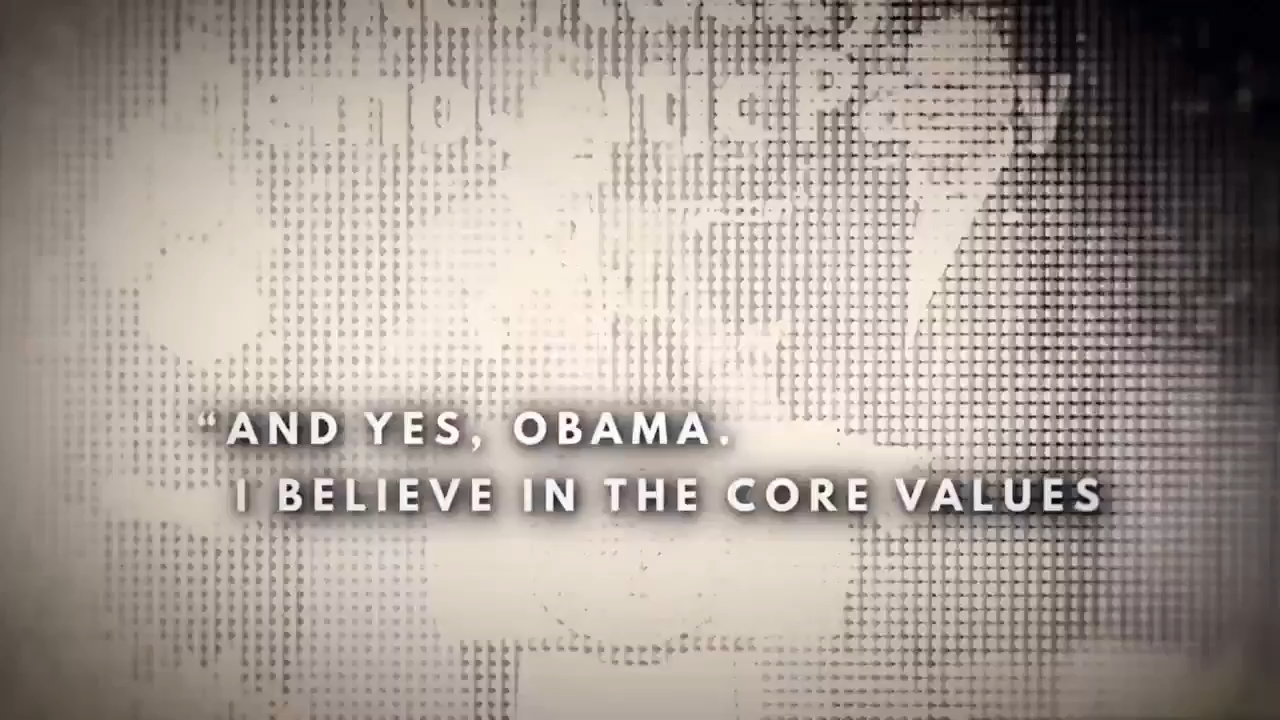 “AND YES, OBAMA.
I BELIEVE IN THE CORE VALUES